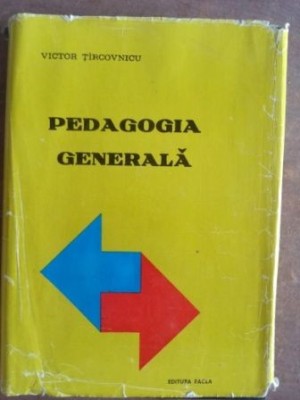 VICTOR ȚÎRCOVNICU
PEDAGOGIA
GENERALĂ
EDITURA FACLA